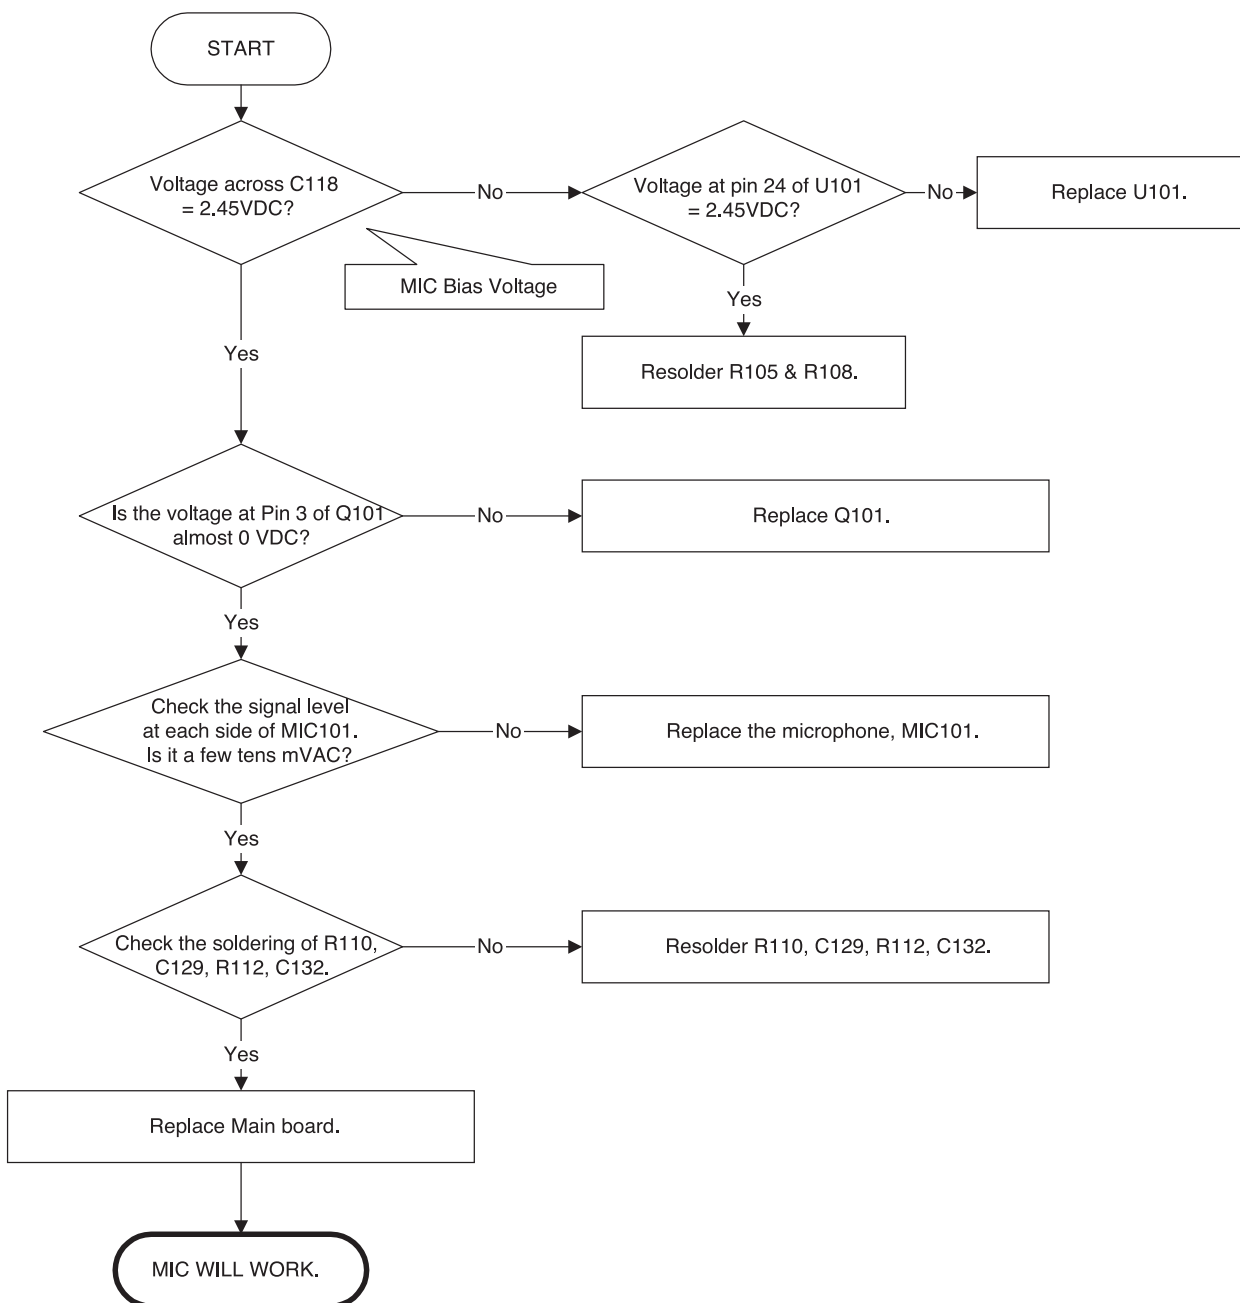 START
Voltage across C118
= 2.45VDC?
No
Voltage at pin 24 of U101
= 2.45VDC?
No
Replace U101.
MIC Bias Voltage
Yes
Resolder R105 & R108.
Yes
Is the voltage at Pin 3 of Q101
almost 0 VDC?
No
Replace Q101.
Yes
Check the signal level
at each side of MIC101.
Is it a few tens mVAC?
No
Replace the microphone, MIC101.
Yes
Check the soldering of R110,
C129, R112, C132.
No
Resolder R110, C129, R112, C132.
Yes
Replace Main board.
MIC WILL WORK.